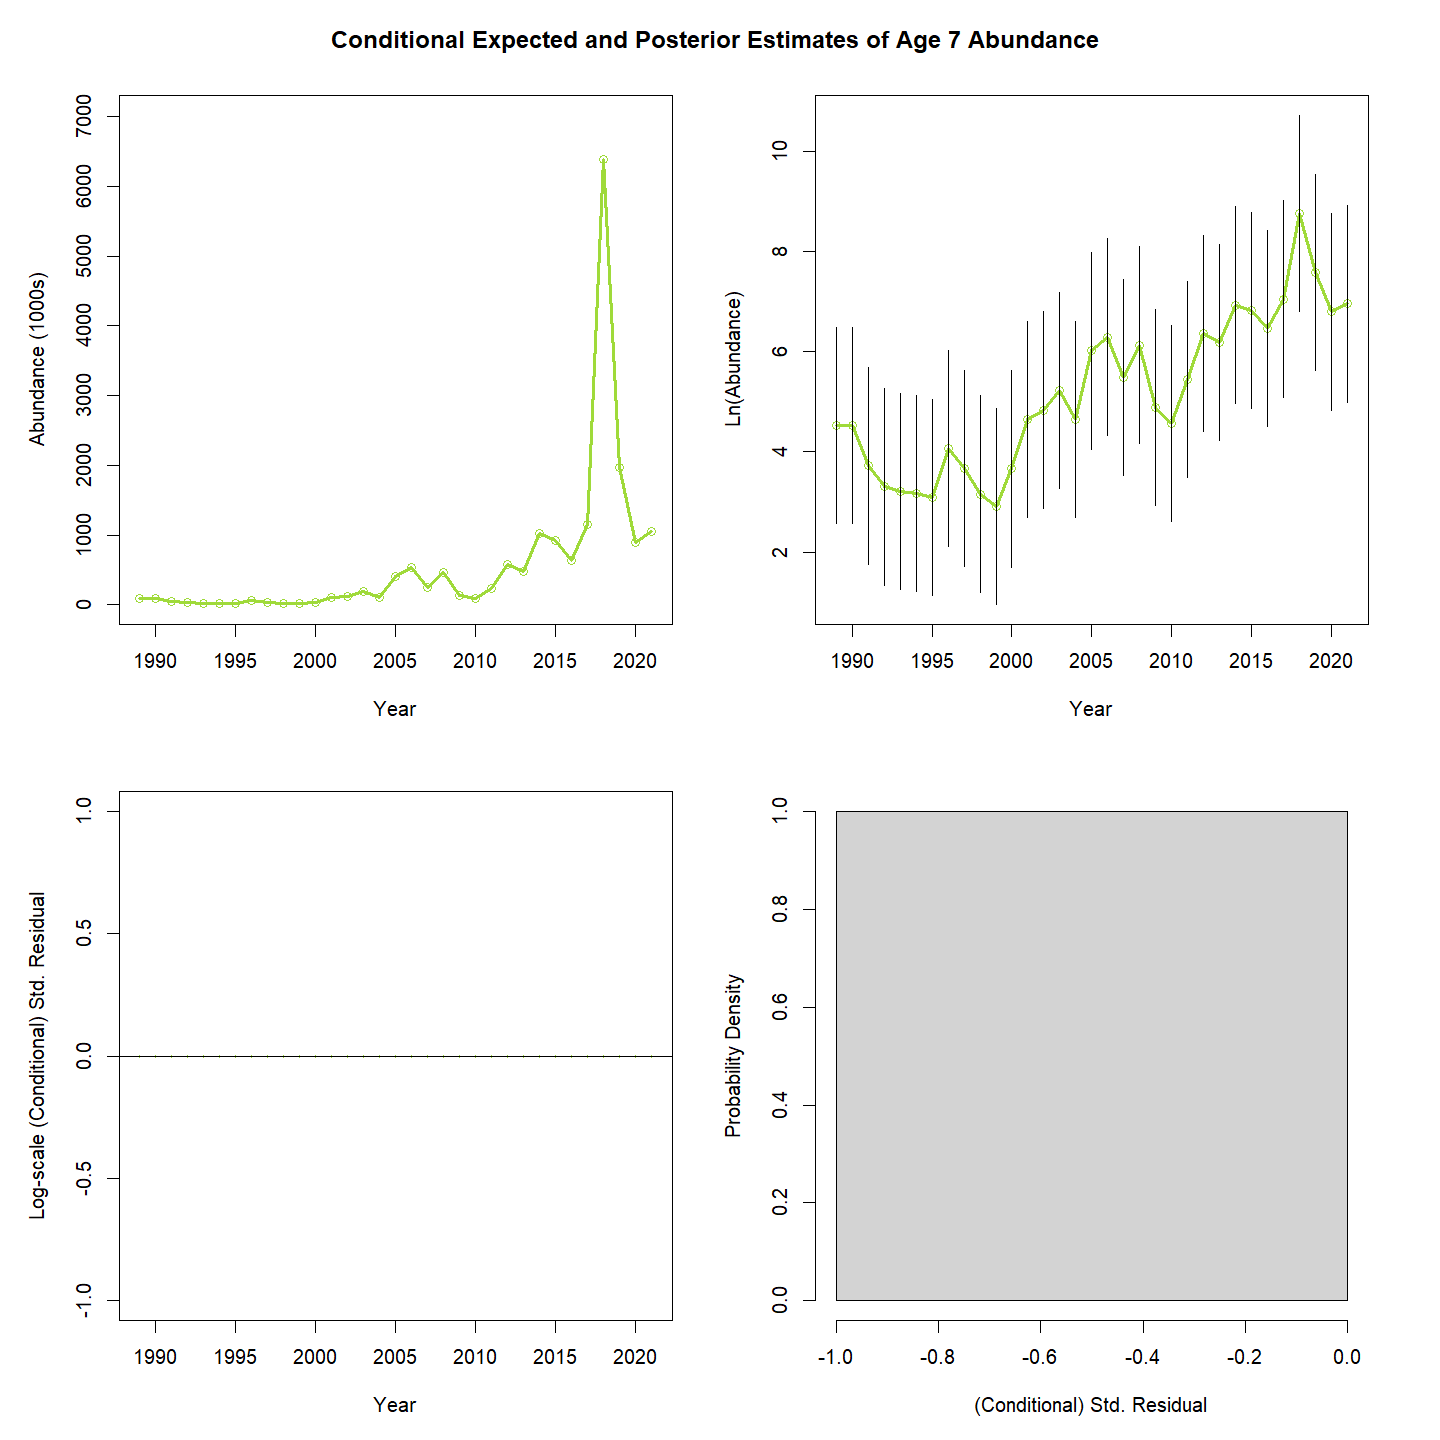 Conditional Expected and Posterior Estimates of Age 7 Abundance
Abundance (1000s)
7000
6000
5000
4000
3000
2000
1000
0
1990 1995 2000 2005 2010 2015 2020
Year
Ln(Abundance)
10
8
6
4
2
1990 1995 2000 2005 2010 2015 2020
Year
Log-scale (Conditional) Std. Residual
1.0
0.5
0.0
-0.5
-1.0
1990 1995 2000 2005 2010 2015 2020
Year
Probability Density
1.0
0.8
0.6
0.4
0.2
0.0
-1.0 -0.8 -0.6 -0.4 -0.2 0.0
(Conditional) Std. Residual